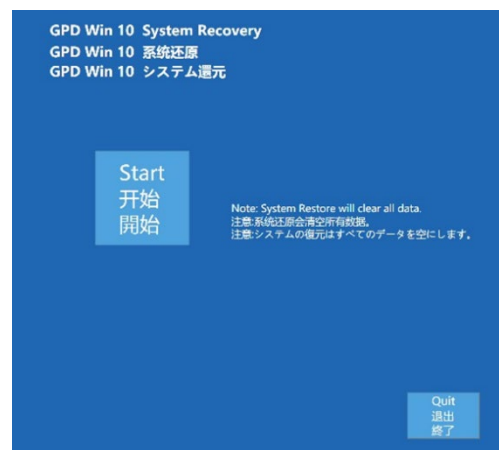 GPD Win 10 System Recovery
GPD Win 10 系统还原
GPD Win 10 システム還元
Start
开始
開始
Note: System Restore will clear all data.
注意:系统还原会清空所有数据。
注意:システムの復元はすべてのデータを空にします。
Quit
退出
終了